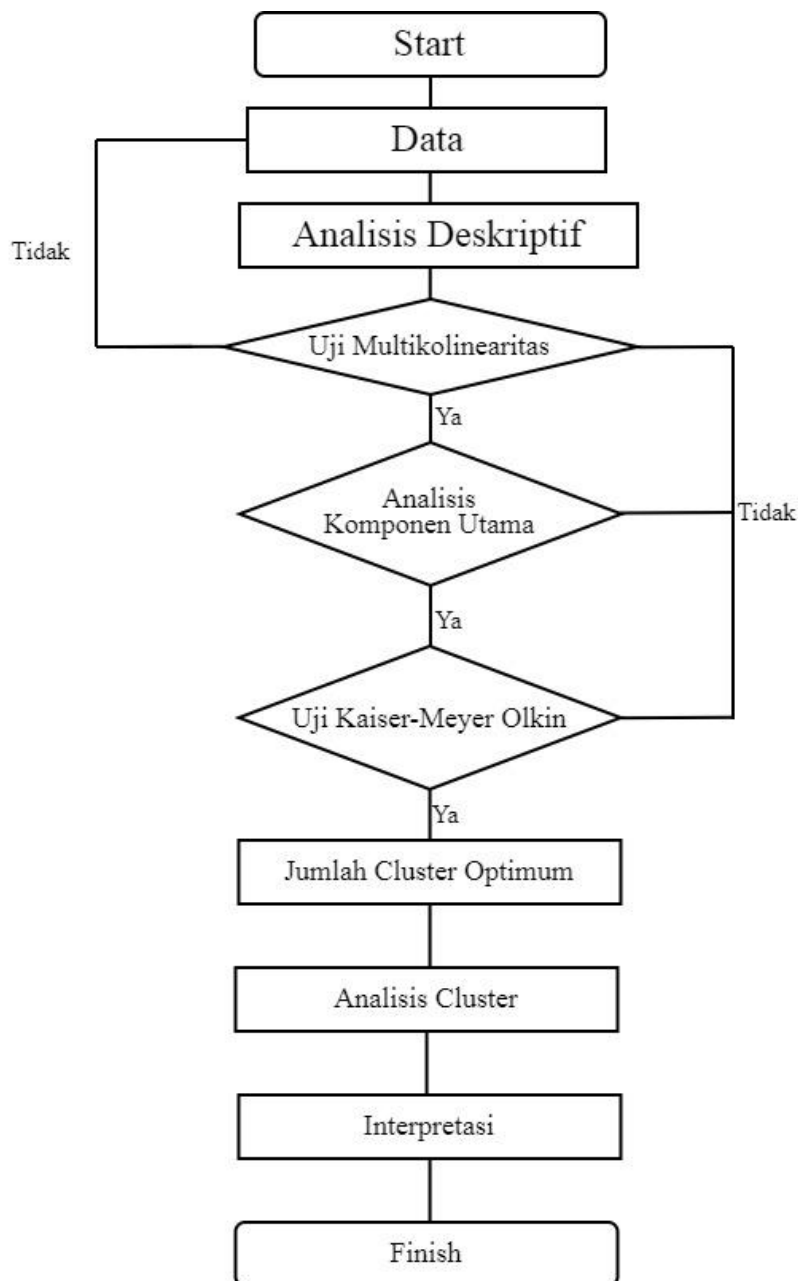 Start
Data
Analisis Deskriptif
Tidak
Uji Multikolinearitas
Ya
Analisis
Komponen Utama
Tidak
Ya
Uji Kaiser-Meyer Olkin
Ya
Jumlah Cluster Optimum
Analisis Cluster
Interpretasi
Finish